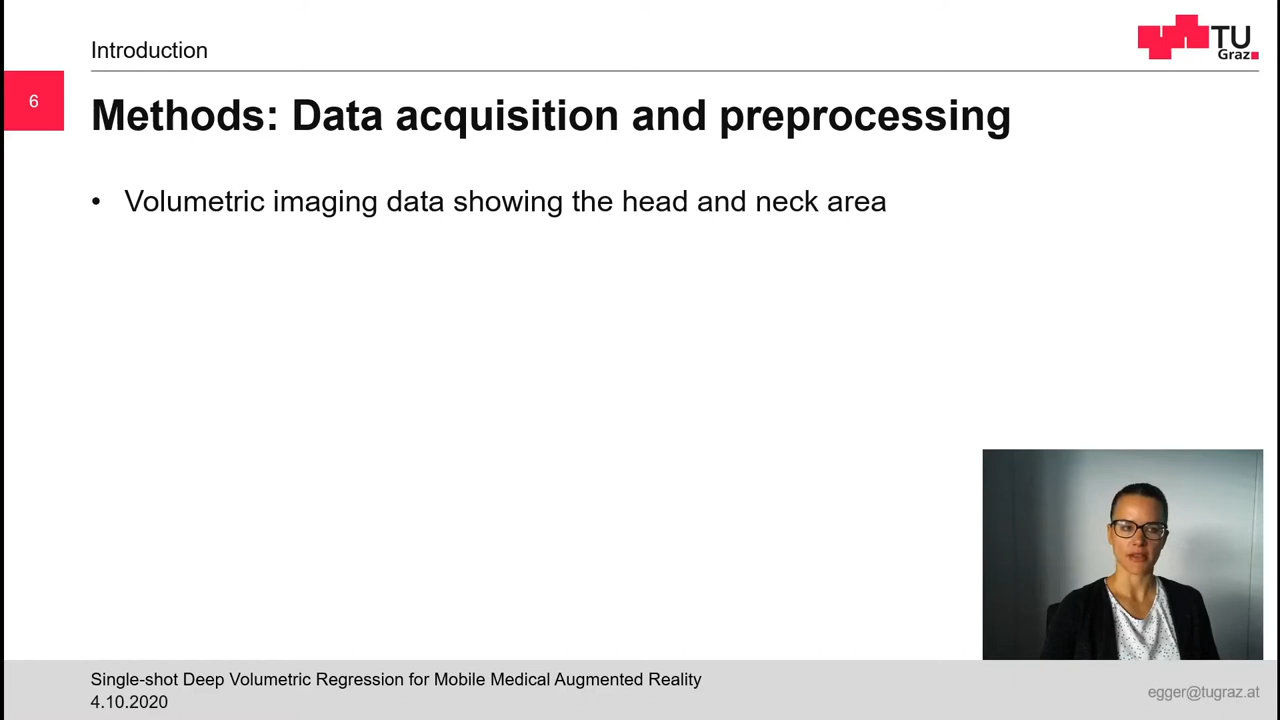 Introduction
TU
Graz
6
Methods: Data acquisition and preprocessing
• Volumetric imaging data showing the head and neck area
Single-shot Deep Volumetric Regression for Mobile Medical Augmented Reality
4.10.2020
egger@tugraz.at